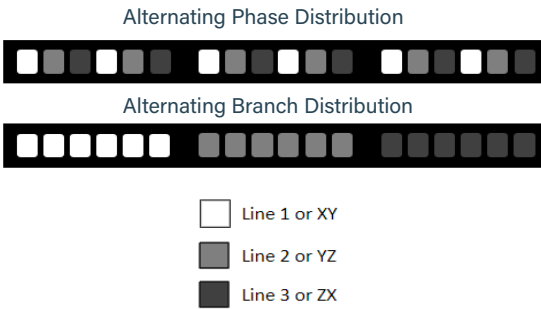 Alternating Phase Distribution
Alternating Branch Distribution
Line 1 or XY
Line 2 or YZ
Line 3 or ZX